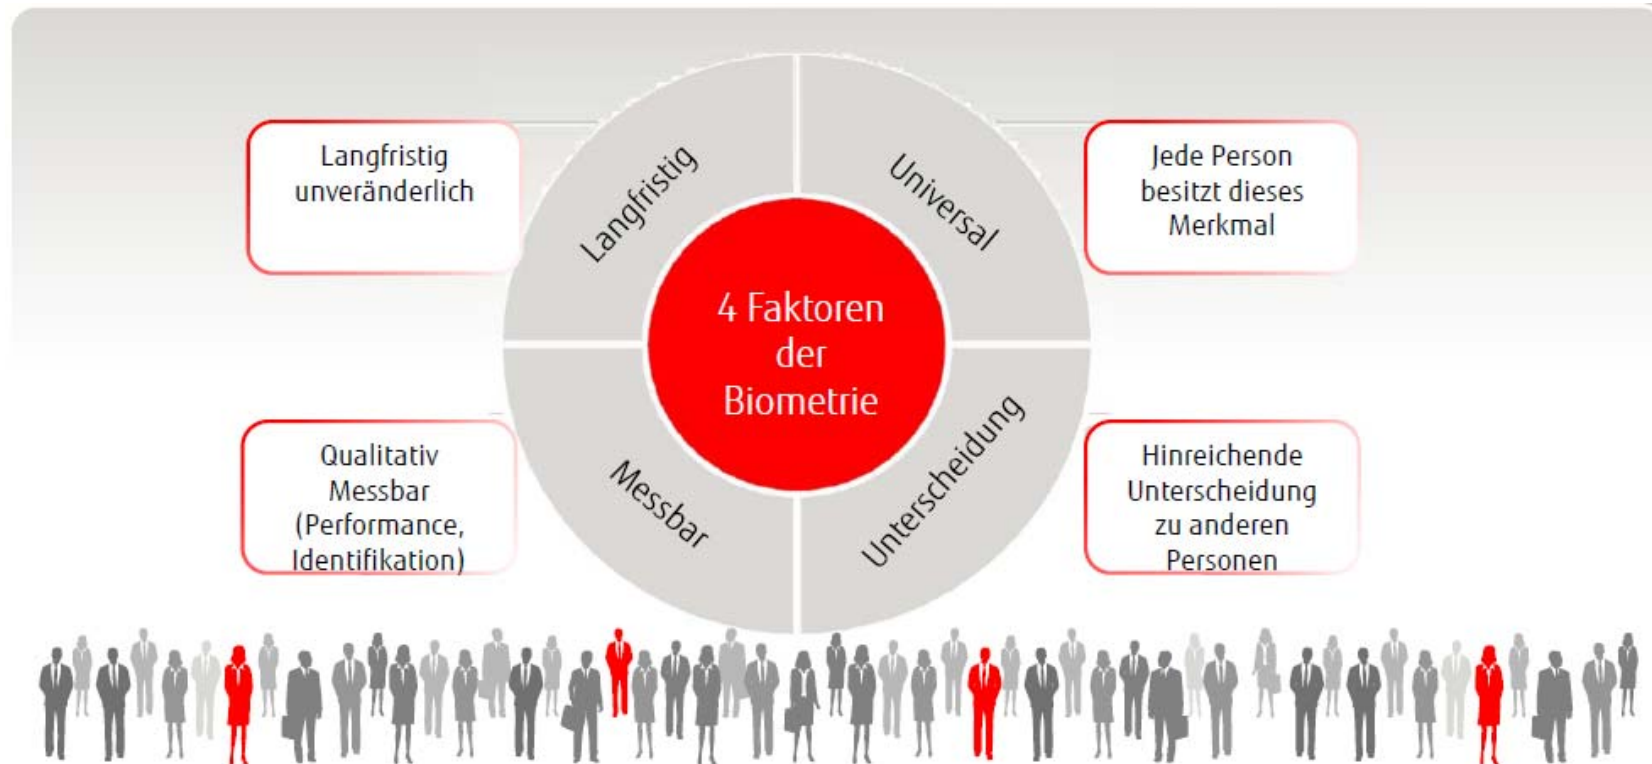 Langfristig
unveränderlich
Langfristig
Universal
Jede Person
besitzt dieses
Merkmal
4 Faktoren
der
Biometrie
Qualitativ
Messbar
(Performance,
Identifikation)
Messbar
Unterscheidung
Hinreichende
Unterscheidung
zu anderen
Personen